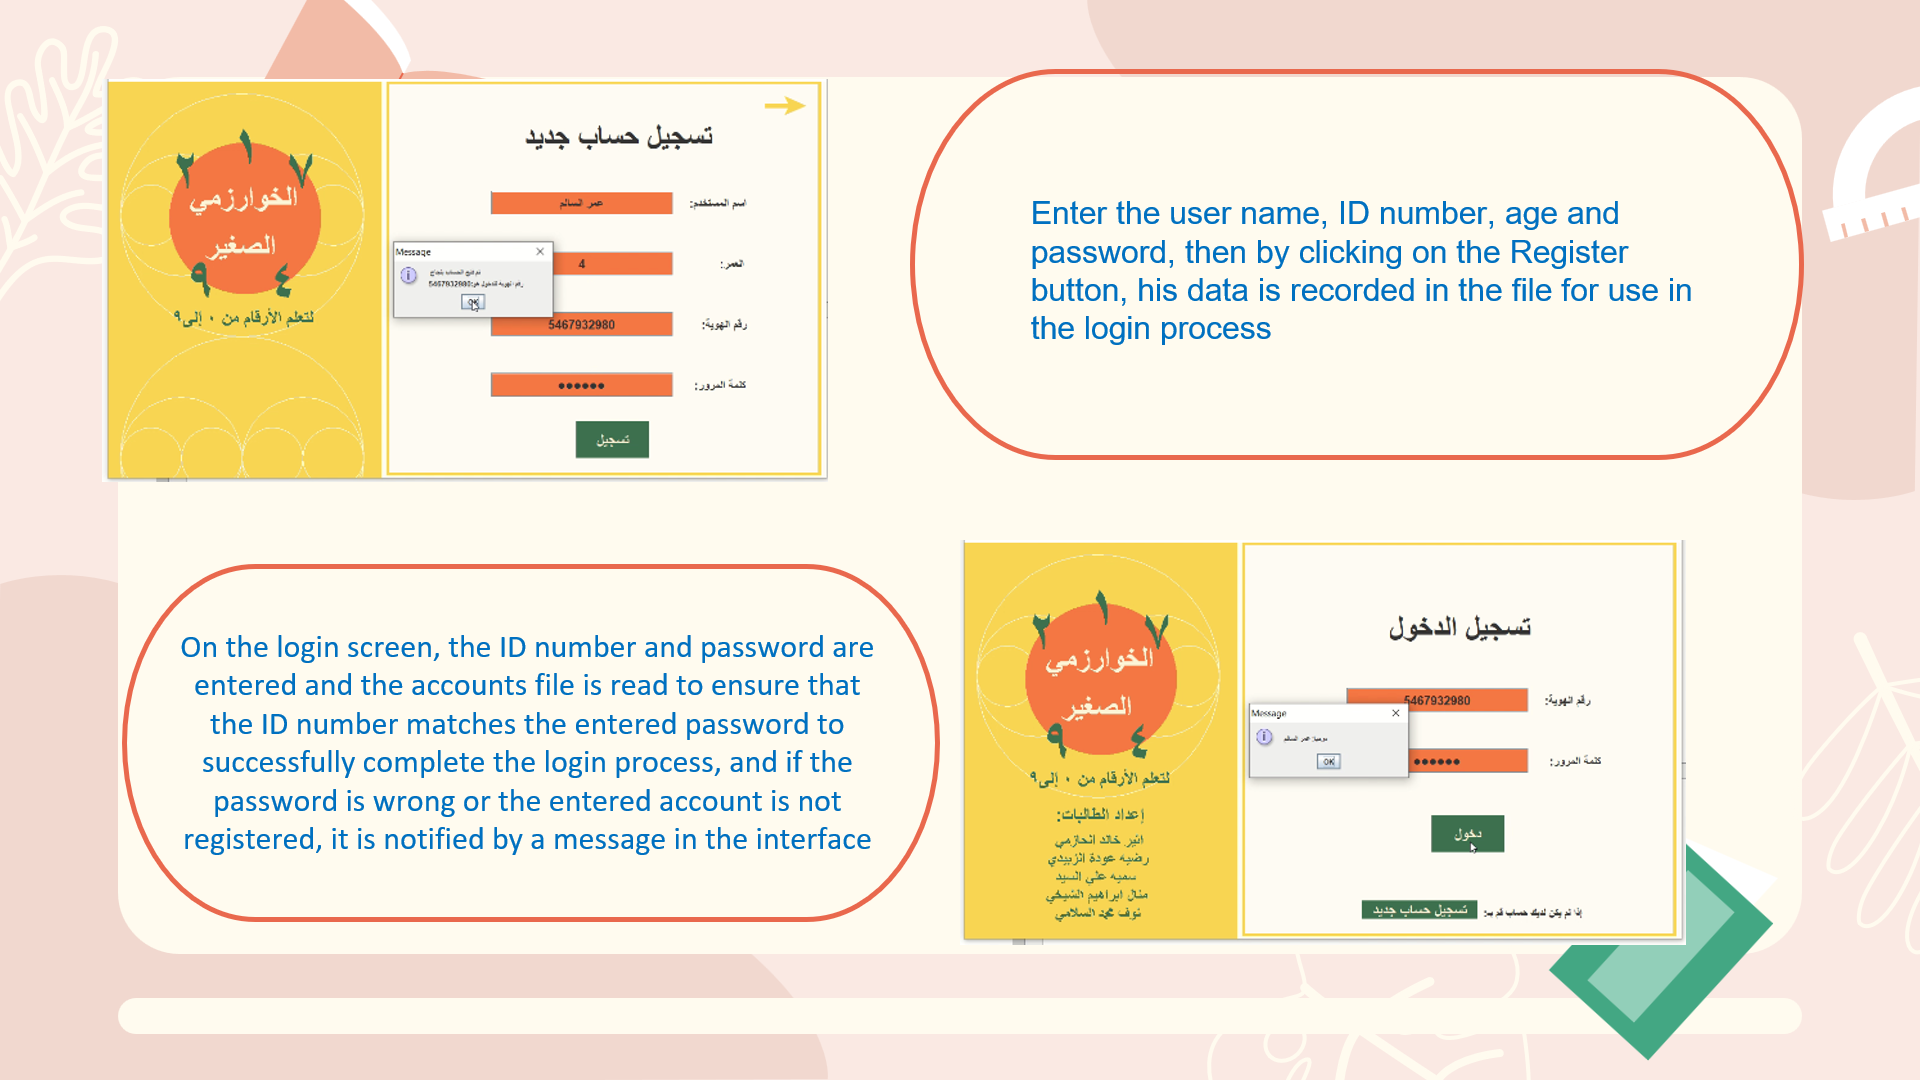 تسجيل حساب جديد
١
٢
٧
الخوارزمي
الصغير
٩
٤
لتعلم الأرقام من ٠ إلى٩
اسم المستخدم:
عمر السالم
العمر:
4
Message
تم فتح الحساب بنجاح
رقم الهوية للدخول هو:5467932980
OK
رقم الهوية:
5467932980
كلمة المرور:
••••••
تسجيل
Enter the user name, ID number, age and
password, then by clicking on the Register
button, his data is recorded in the file for use in
the login process
On the login screen, the ID number and password are
entered and the accounts file is read to ensure that
the ID number matches the entered password to
successfully complete the login process, and if the
password is wrong or the entered account is not
registered, it is notified by a message in the interface
١
٢
٧
الخوارزمي
الصغير
٩
٤
لتعلم الأرقام من ٠ إلى٩
إعداد الطالبات:
اثير خالد الحازمي
رضيه عودة الزبيدي
سميه علي السيد
منال ابراهيم الشيخي
نوف محمد السلامي
تسجيل الدخول
رقم الهوية:
5467932980
Message
مرحبا: عمر السالم
OK
كلمة المرور:
••••••
دخول
إذا لم يكن لديك حساب قم بـ:
تسجيل حساب جديد